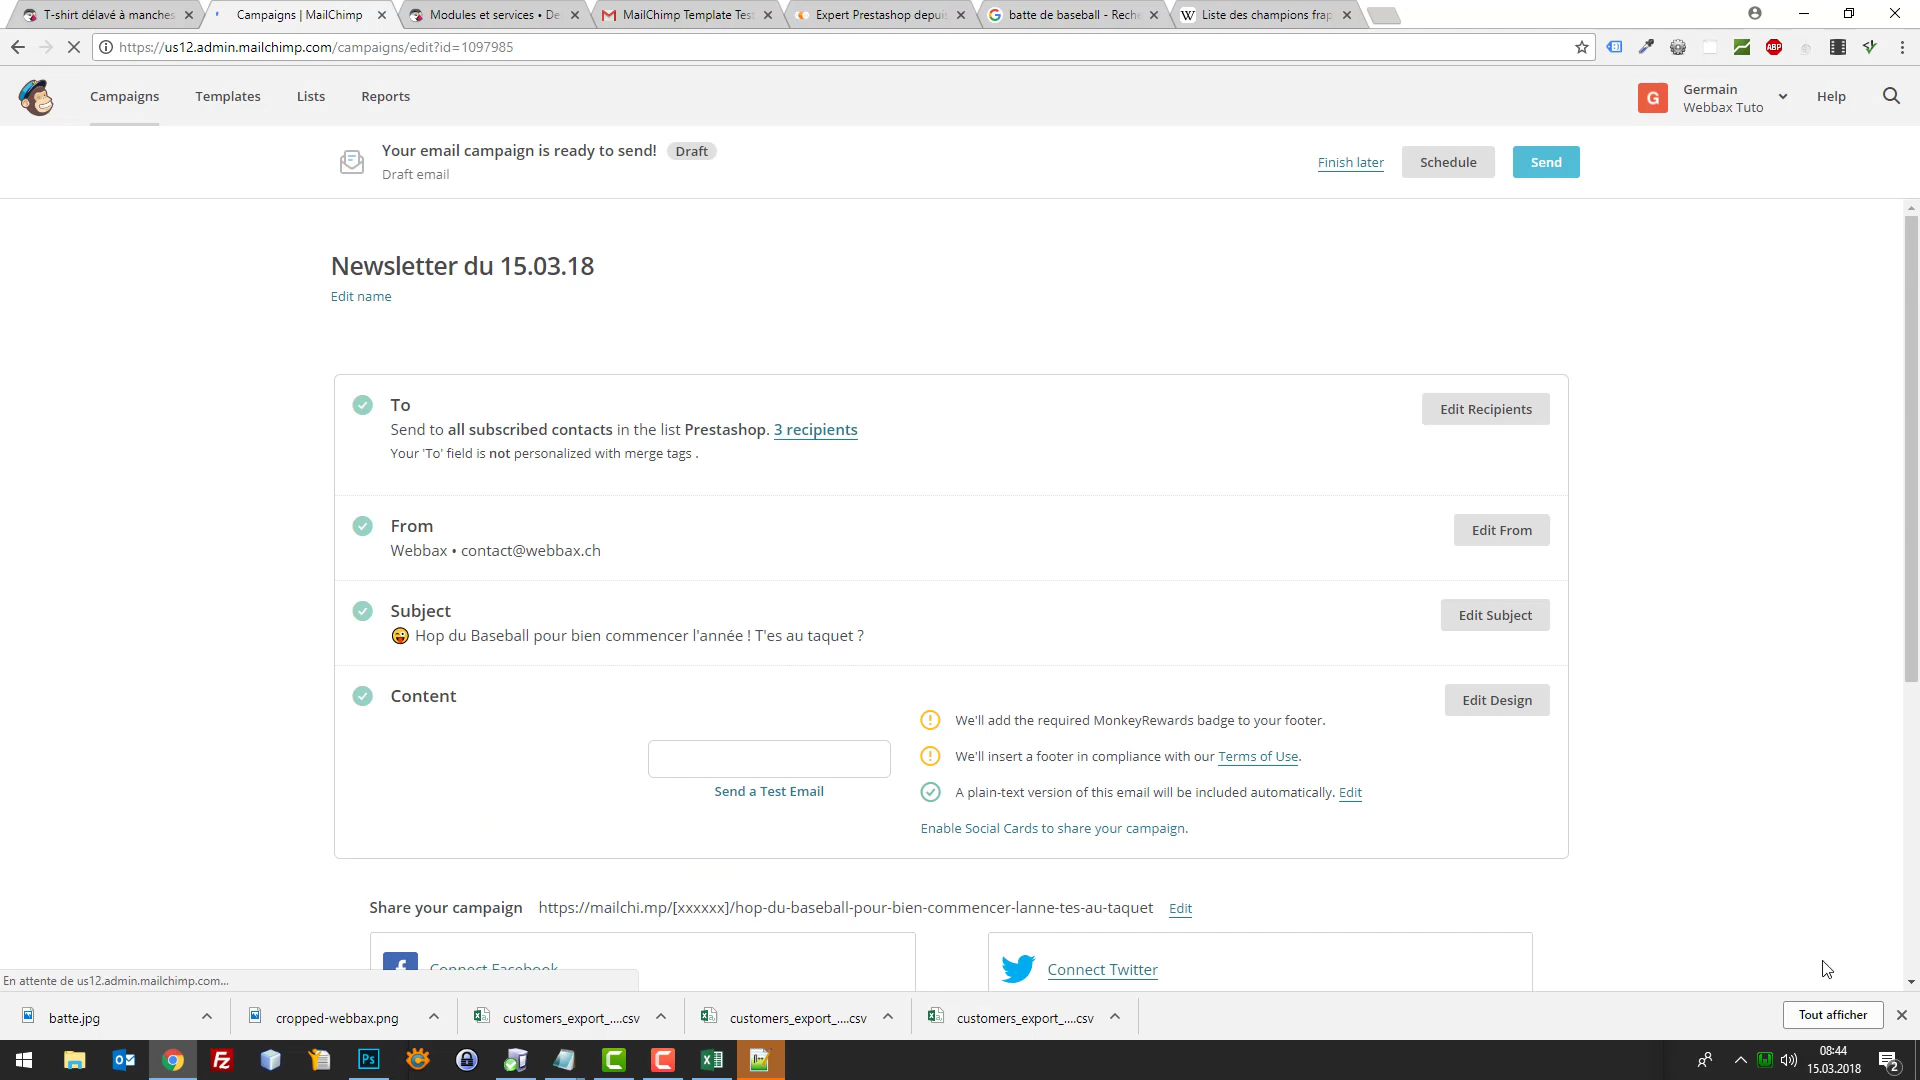 T-shirt délavé à manches
Campaigns | MailChimp
Modules et services • De
MailChimp Template Tes
Expert Prestashop depui
batte de baseball - Rech
Liste des champions frap
https://us12.admin.mailchimp.com/campaigns/edit?id=1097985
ABP
Campaigns
Templates
Lists
Reports
G
Germain
Webbax Tuto
Help
Your email campaign is ready to send!
Draft
Draft email
Finish later
Schedule
Send
Newsletter du 15.03.18
Edit name
To
Send to all subscribed contacts in the list Prestashop. 3 recipients
Your 'To' field is not personalized with merge tags .
Edit Recipients
From
Webbax • contact@webbax.ch
Edit From
Subject
😜 Hop du Baseball pour bien commencer l'année ! T'es au taquet ?
Edit Subject
Content
Edit Design
We'll add the required MonkeyRewards badge to your footer.
We'll insert a footer in compliance with our Terms of Use.
A plain-text version of this email will be included automatically. Edit
Enable Social Cards to share your campaign.
Send a Test Email
Share your campaign https://mailchi.mp/[xxxxxx]/hop-du-baseball-pour-bien-commencer-lanne-tes-au-taquet Edit
Connect Facebook
Connect Twitter
En attente de us12.admin.mailchimp.com...
batte.jpg
cropped-webbax.png
customers_export_....csv
customers_export_....csv
customers_export_....csv
Tout afficher
08:44
15.03.2018
2